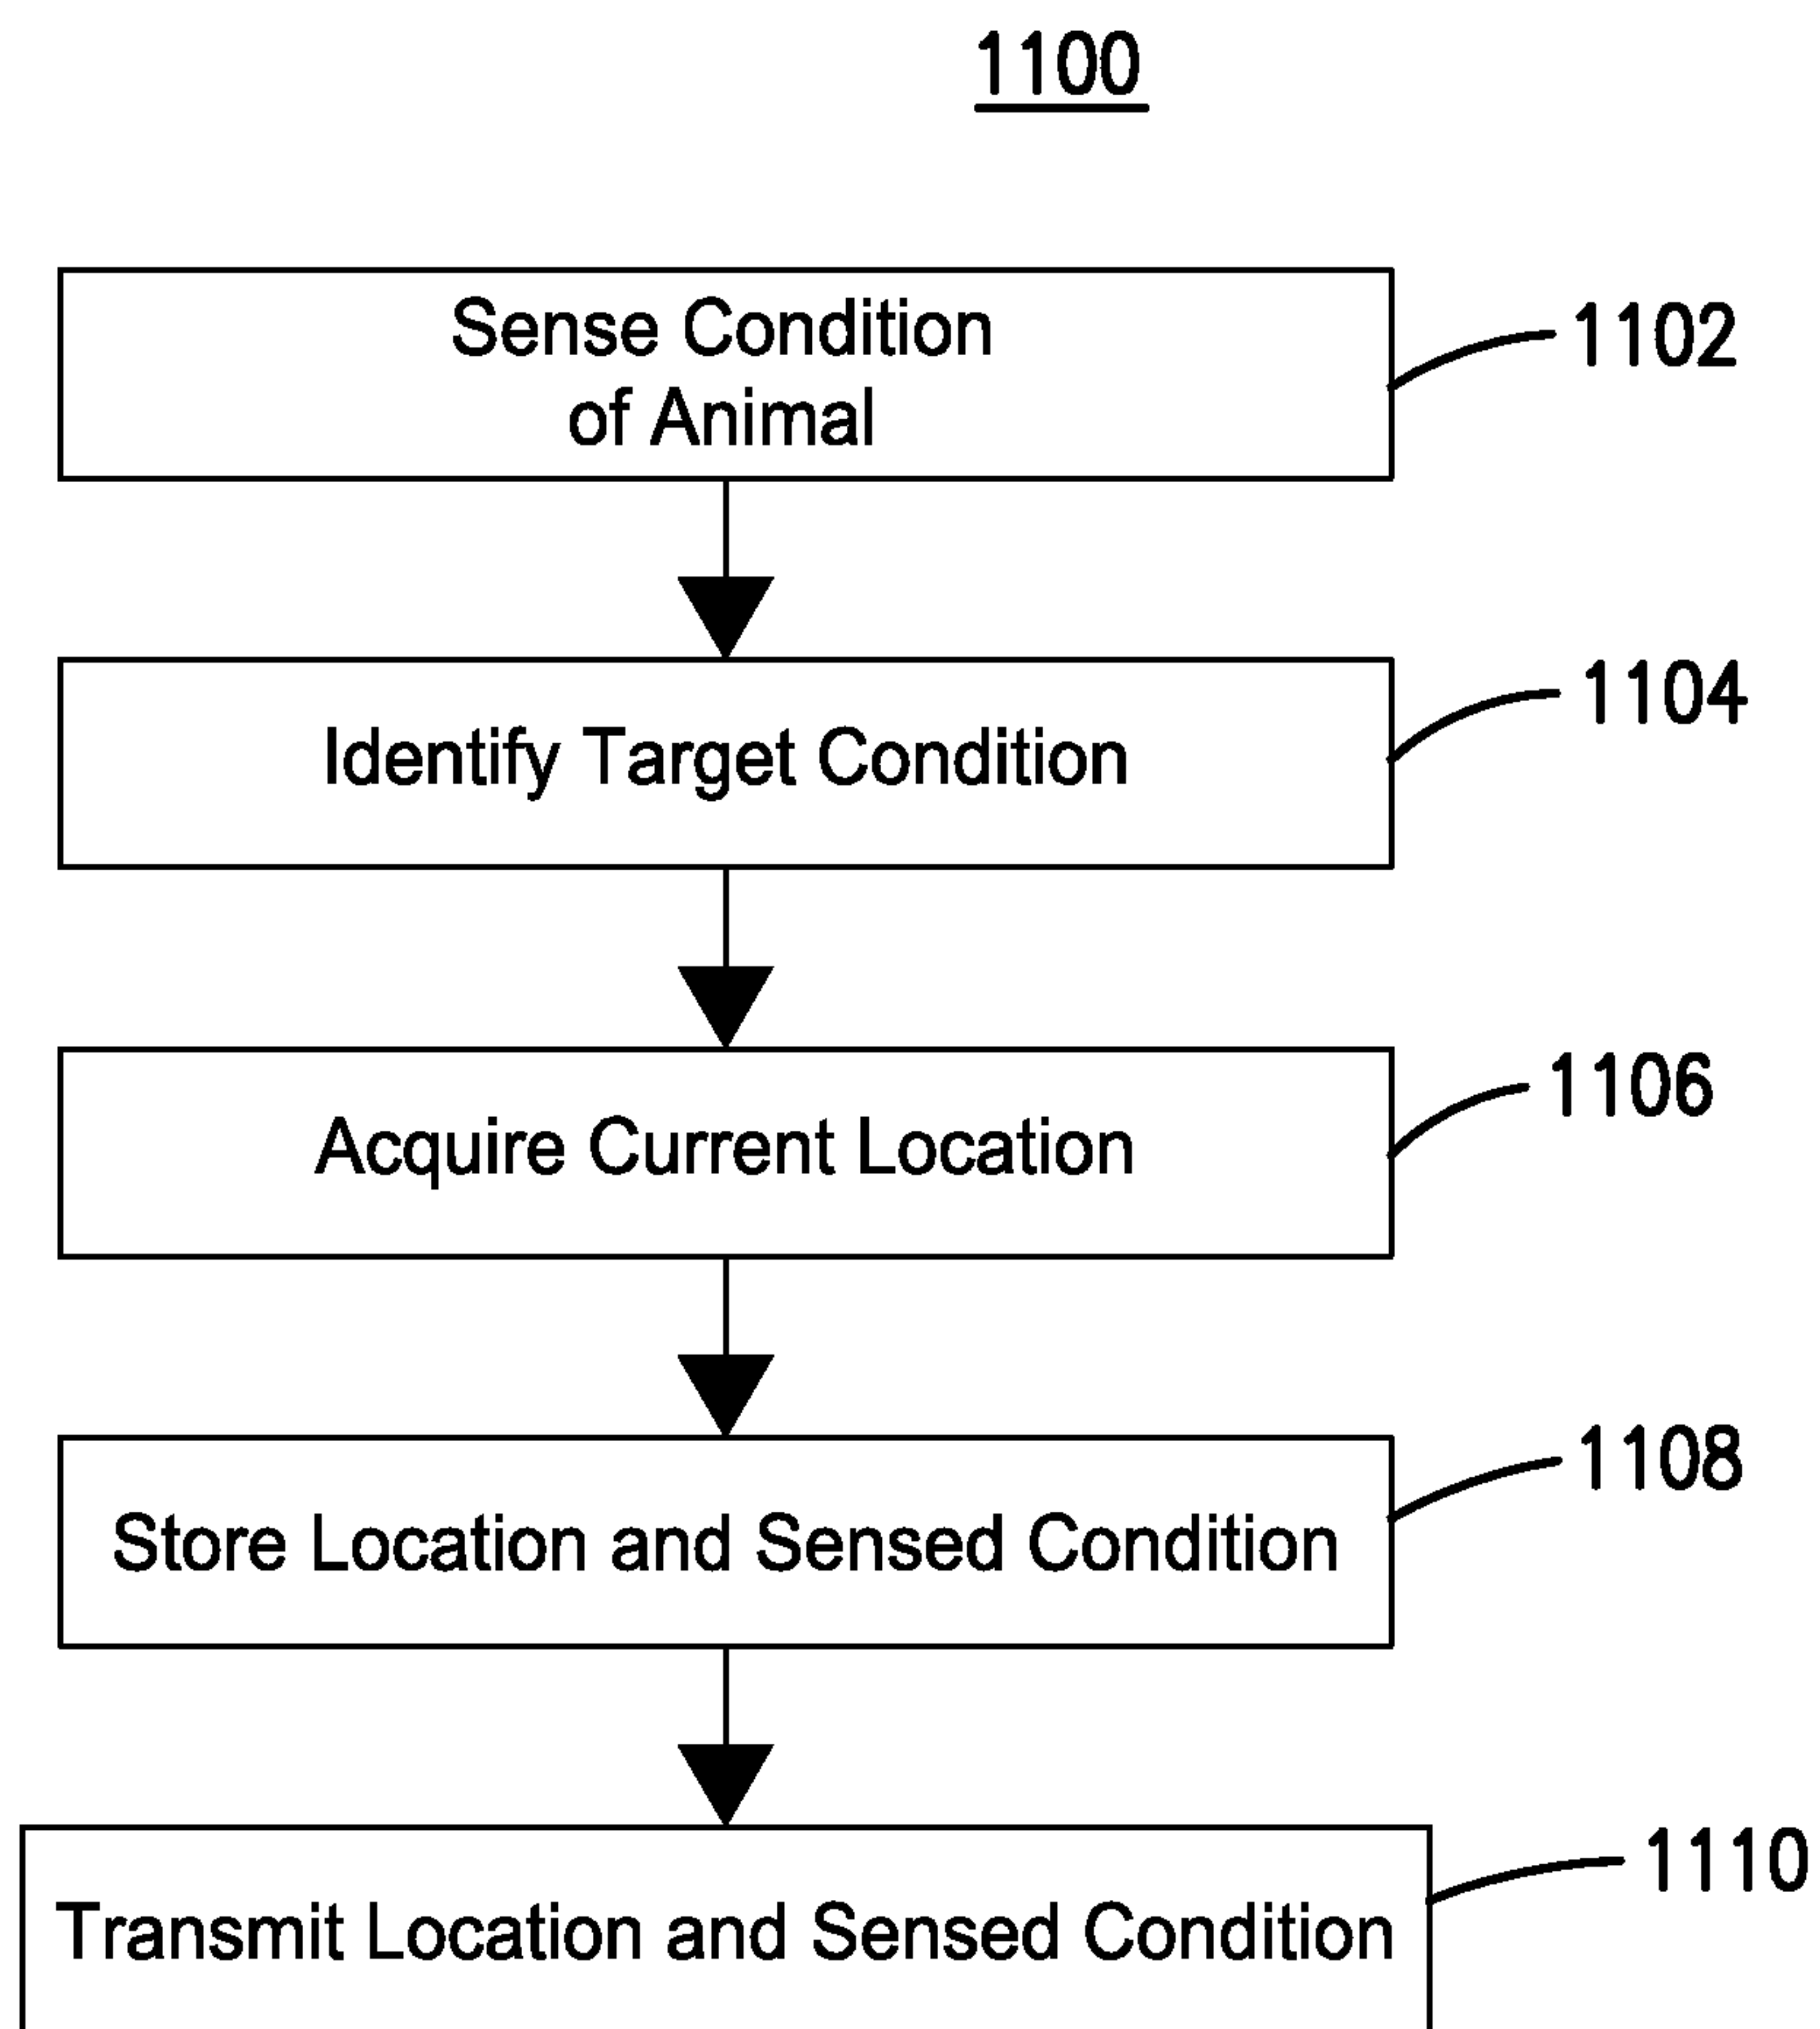 1100
Sense Condition
of Animal
1102
Identify Target Condition
1104
Acquire Current Location
1106
Store Location and Sensed Condition
1108
Transmit Location and Sensed Condition
1110